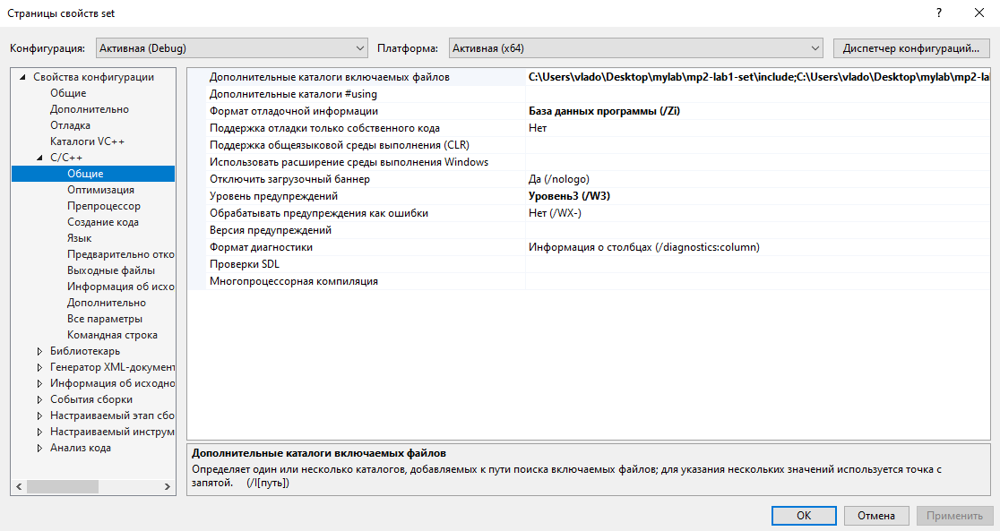 Страницы свойств set
?
Конфигурация: Активная (Debug) Платформа: Активная (x64) Диспетчер конфигураций...
Свойства конфигурации
Общие
Дополнительно
Отладка
Каталоги VC++
C/C++
Общие
Оптимизация
Препроцессор
Создание кода
Язык
Предварительно отко
Выходные файлы
Информация об исхо
Дополнительно
Все параметры
Командная строка
Библиотекарь
Генератор XML-документ
Информация об исходно
События сборки
Настраиваемый этап сбо
Настраиваемый инструм
Анализ кода
Дополнительные каталоги включаемых файлов C:\Users\vlado\Desktop\mylab\mp2-lab1-set\include;C:\Users\vlado\Desktop\mylab\mp2-lal
Дополнительные каталоги #using
Формат отладочной информации База данных программы (/Zi)
Поддержка отладки только собственного кода Нет
Поддержка общеязыковой среды выполнения (CLR)
Использовать расширение среды выполнения Windows
Отключить загрузочный баннер Да (/nologo)
Уровень предупреждений Уровень3 (/W3)
Обрабатывать предупреждения как ошибки Нет (/WX-)
Версия предупреждений
Формат диагностики Информация о столбцах (/diagnostics:column)
Проверки SDL
Многопроцессорная компиляция
Дополнительные каталоги включаемых файлов
Определяет один или несколько каталогов, добавляемых к пути поиска включаемых файлов; для указания нескольких значений используется точка с
запятой. (/I[путь])
ОК Отмена Применить